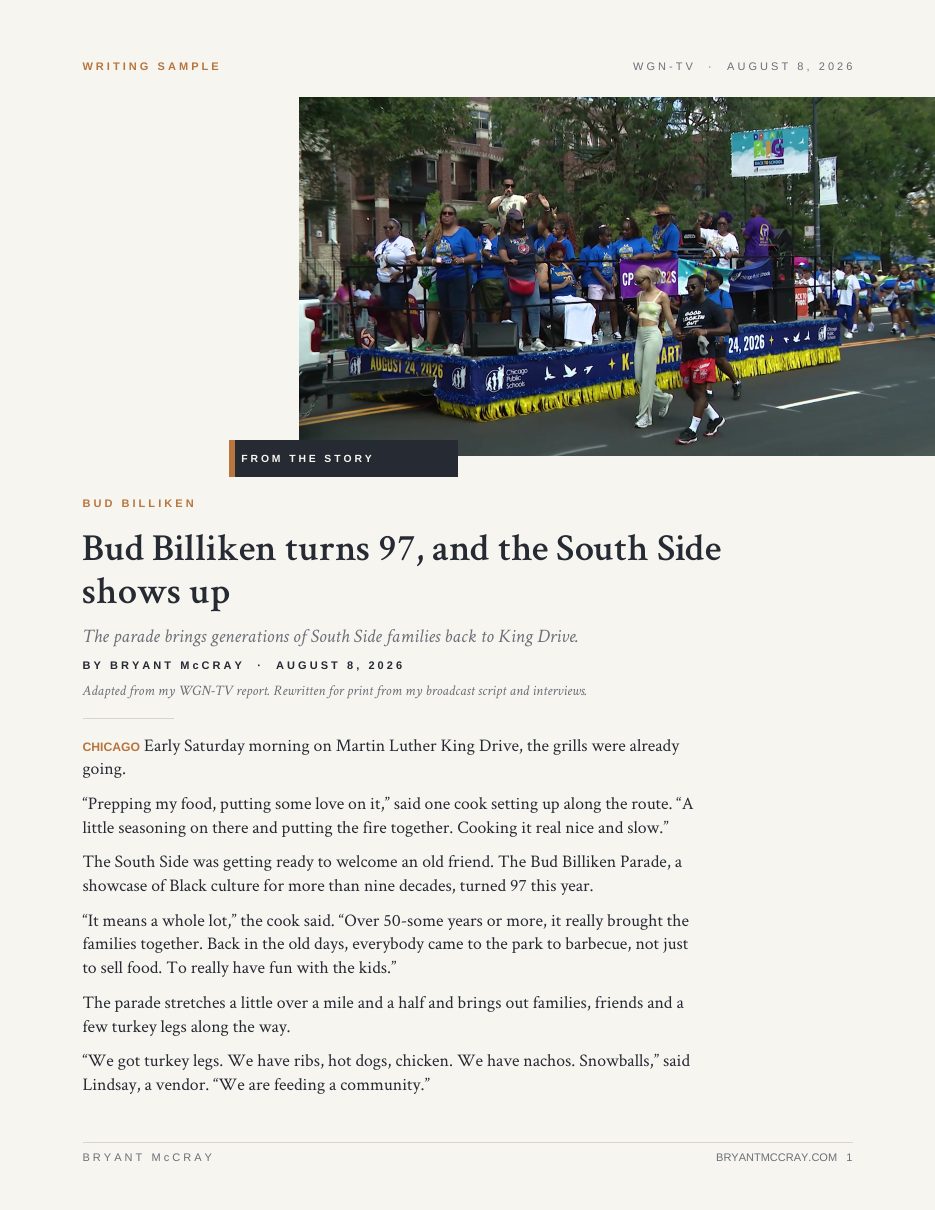 WRITING SAMPLE
WGN-TV · AUGUST 8, 2026
BIG
BACK TO SCHOOL
CPS
GOOD
LOOKIN
OUT
AUGUST 24, 2026
Chicago
Public
Schools
24, 2026
FROM THE STORY
BUD BILLIKEN
Bud Billiken turns 97, and the South Side
shows up
The parade brings generations of South Side families back to King Drive.
BY BRYANT McCRAY · AUGUST 8, 2026
Adapted from my WGN-TV report. Rewritten for print from my broadcast script and interviews.
CHICAGO Early Saturday morning on Martin Luther King Drive, the grills were already
going.
“Prepping my food, putting some love on it,” said one cook setting up along the route. “A
little seasoning on there and putting the fire together. Cooking it real nice and slow.”
The South Side was getting ready to welcome an old friend. The Bud Billiken Parade, a
showcase of Black culture for more than nine decades, turned 97 this year.
“It means a whole lot,” the cook said. “Over 50-some years or more, it really brought the
families together. Back in the old days, everybody came to the park to barbecue, not just
to sell food. To really have fun with the kids.”
The parade stretches a little over a mile and a half and brings out families, friends and a
few turkey legs along the way.
“We got turkey legs. We have ribs, hot dogs, chicken. We have nachos. Snowballs,” said
Lindsay, a vendor. “We are feeding a community.”
BRYANT McCRAY
BRYANTMCCRAY.COM 1